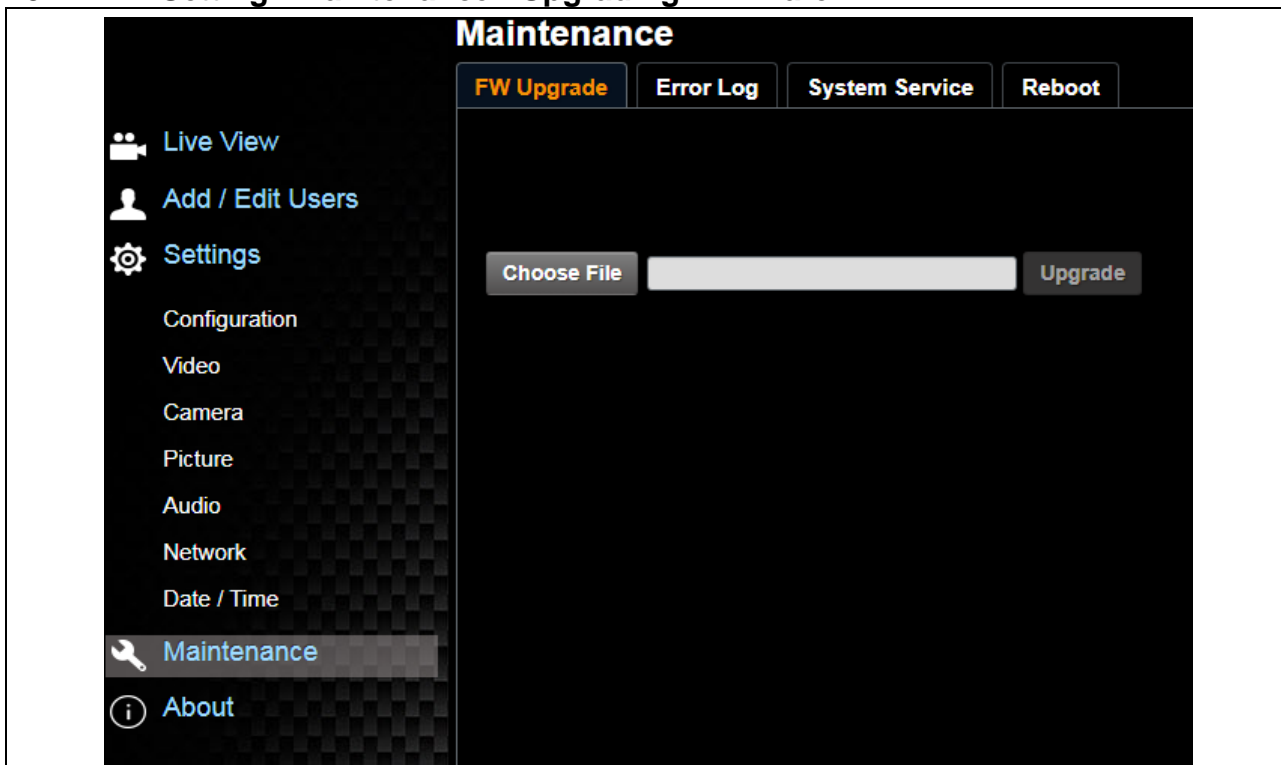 Maintenance
FW Upgrade Error Log System Service Reboot
Live View
Add / Edit Users
Settings
Choose File Upgrade
Configuration
Video
Camera
Picture
Audio
Network
Date / Time
Maintenance
About